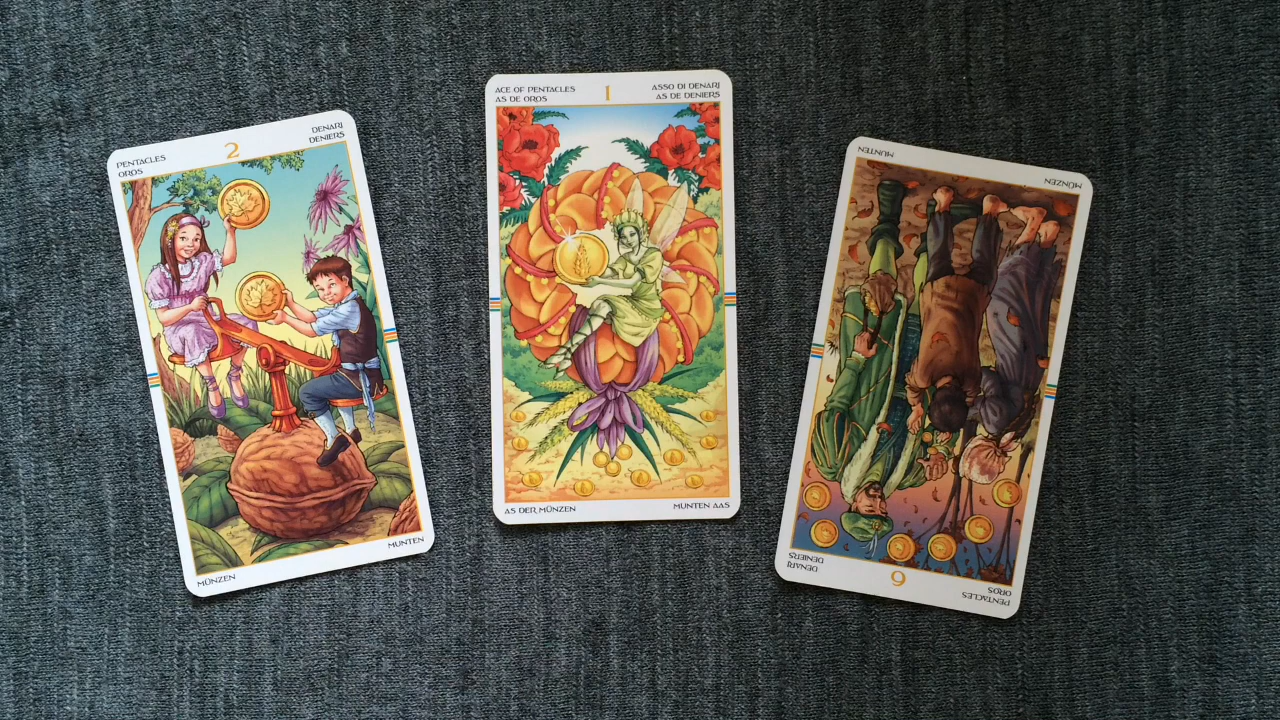 PENTACLES
OROS
2
DENARI
DENIERS
MÜNZEN
MUNTEN
ACE OF PENTACLES
AS DE OROS
1
ASSO DI DENARI
AS DE DENIERS
AS DER MÜNZEN
MUNTEN AAS
MUNTEN
MÜNZEN
DENARI
DENIERS
6
PENTACLES
OROS